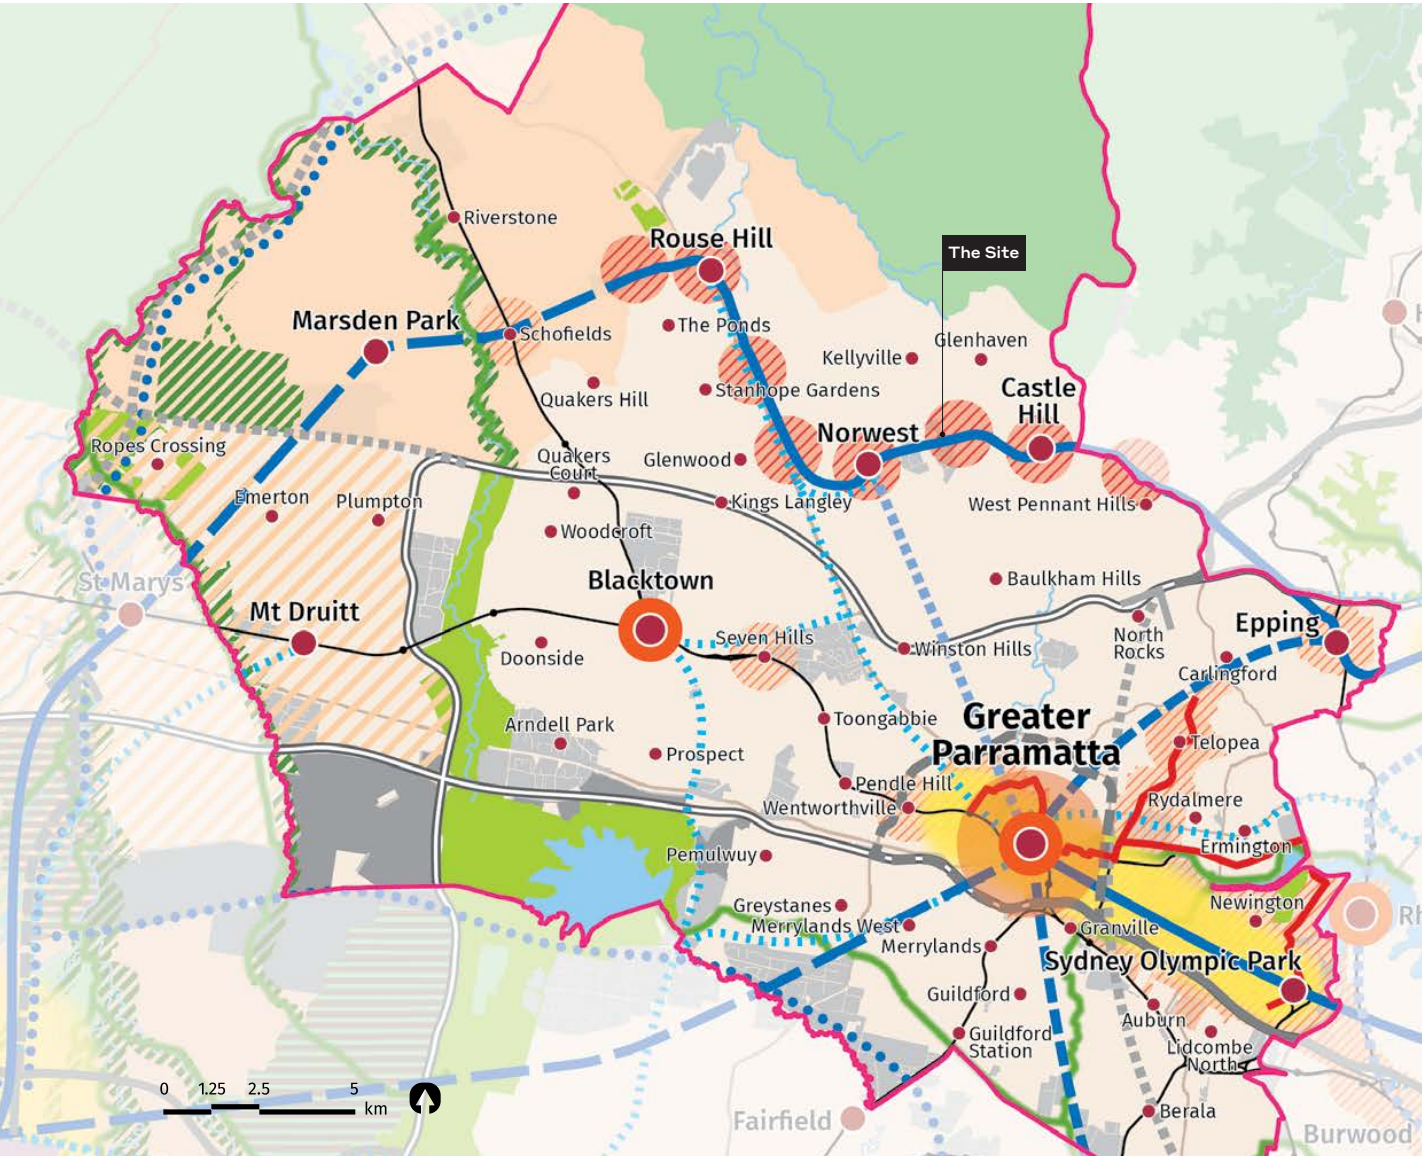 Riverstone
Rouse Hill
The Site
Marsden Park
Schofields
The Ponds
Glenhaven
Kellyville
Castle
Hill
Quakers Hill
Stanhope Gardens
Norwest
Ropes Crossing
Quakers
Court
Glenwood
Emerton
Plumpton
Kings Langley
West Pennant Hills
Woodcroft
St Marys
Blacktown
Baulkham Hills
Mt Druitt
Epping
Seven Hills
North
Rocks
Doonside
Winston Hills
Carlingford
Arndell Park
Toongabbie
Greater
Parramatta
Telopea
Prospect
Pendle Hill
Wentworthville
Rydalmere
Ermington
Pemulwuy
Greystanes
Newington
Merrylands West
Granville
Merrylands
Sydney Olympic Park
Guildford
Auburn
Guildford
Station
Lidcombe
North
0 1.25 2.5 5
km
Fairfield
Berala
Burwood